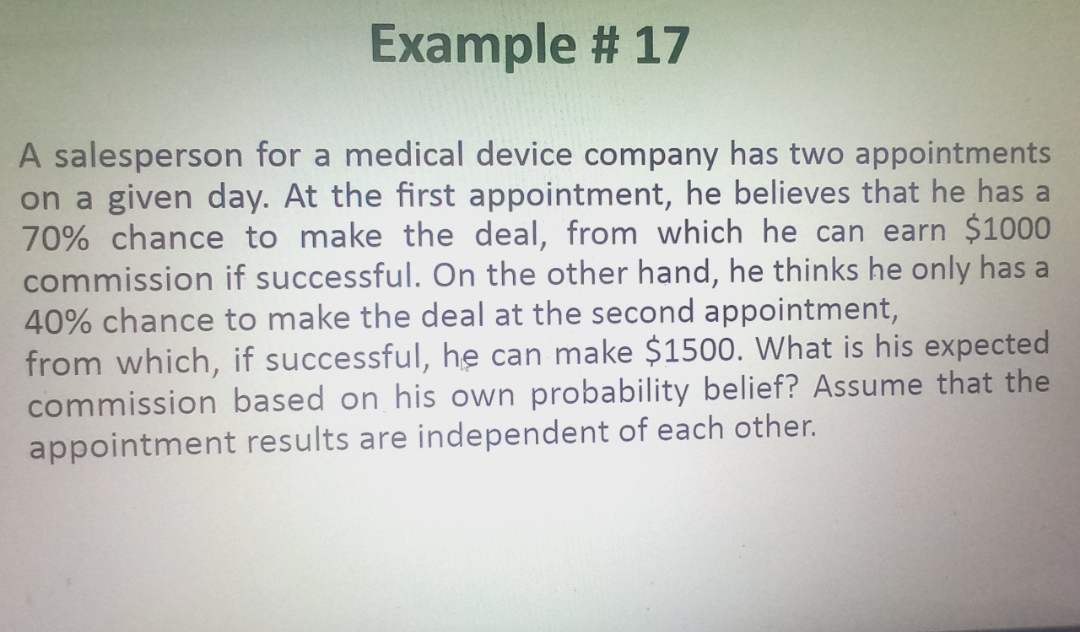 Example # 17
A salesperson for a medical device company has two appointments
on a given day. At the first appointment, he believes that he has a
70% chance to make the deal, from which he can earn $1000
commission if successful. On the other hand, he thinks he only has a
40% chance to make the deal at the second appointment,
from which, if successful, he can make $1500. What is his expected
commission based on his own probability belief? Assume that the
appointment results are independent of each other.